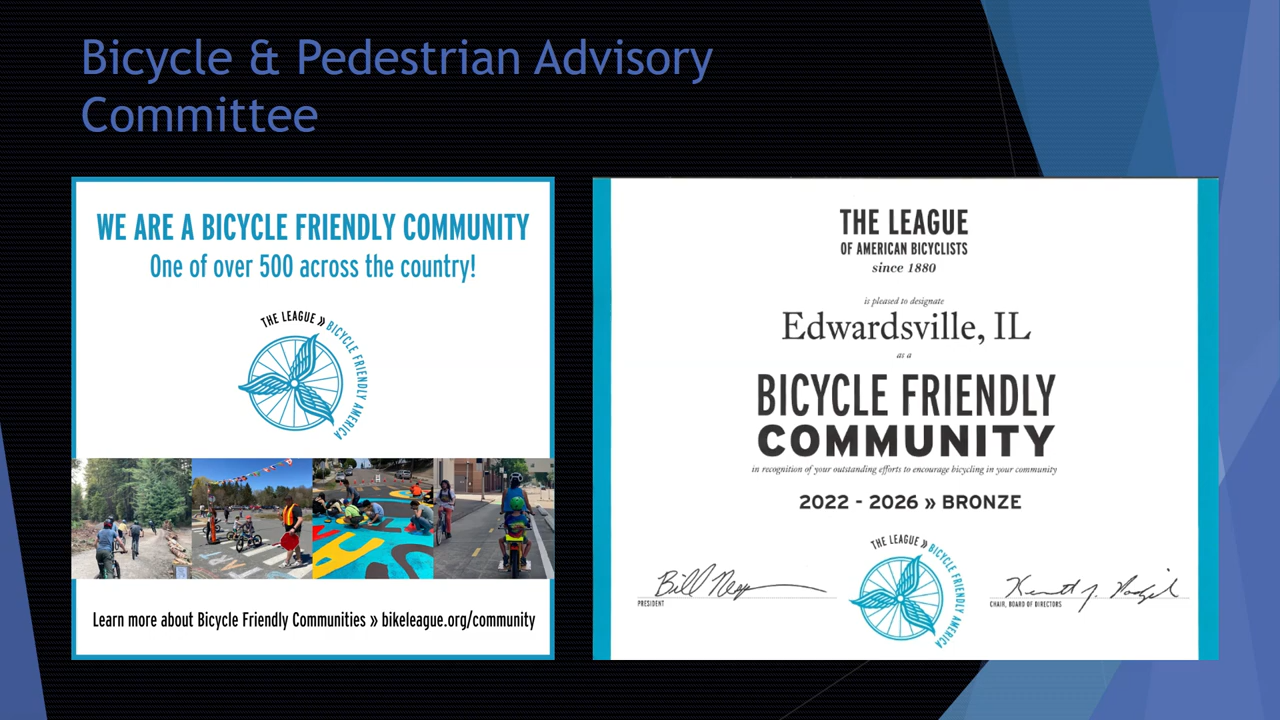 Bicycle & Pedestrian Advisory
Committee
WE ARE A BICYCLE FRIENDLY COMMUNITY
One of over 500 across the country!
THE LEAGUE » BICYCLE FRIENDLY AMERICA
Learn more about Bicycle Friendly Communities » bikeleague.org/community
THE LEAGUE
OF AMERICAN BICYCLISTS
since 1880
is pleased to designate
Edwardsville, IL
as a
BICYCLE FRIENDLY
COMMUNITY
in recognition of your outstanding efforts to encourage bicycling in your community
2022 - 2026 » BRONZE
THE LEAGUE » BICYCLE FRIENDLY AMERICA
Bill Nesper
PRESIDENT
CHAIR, BOARD OF DIRECTORS